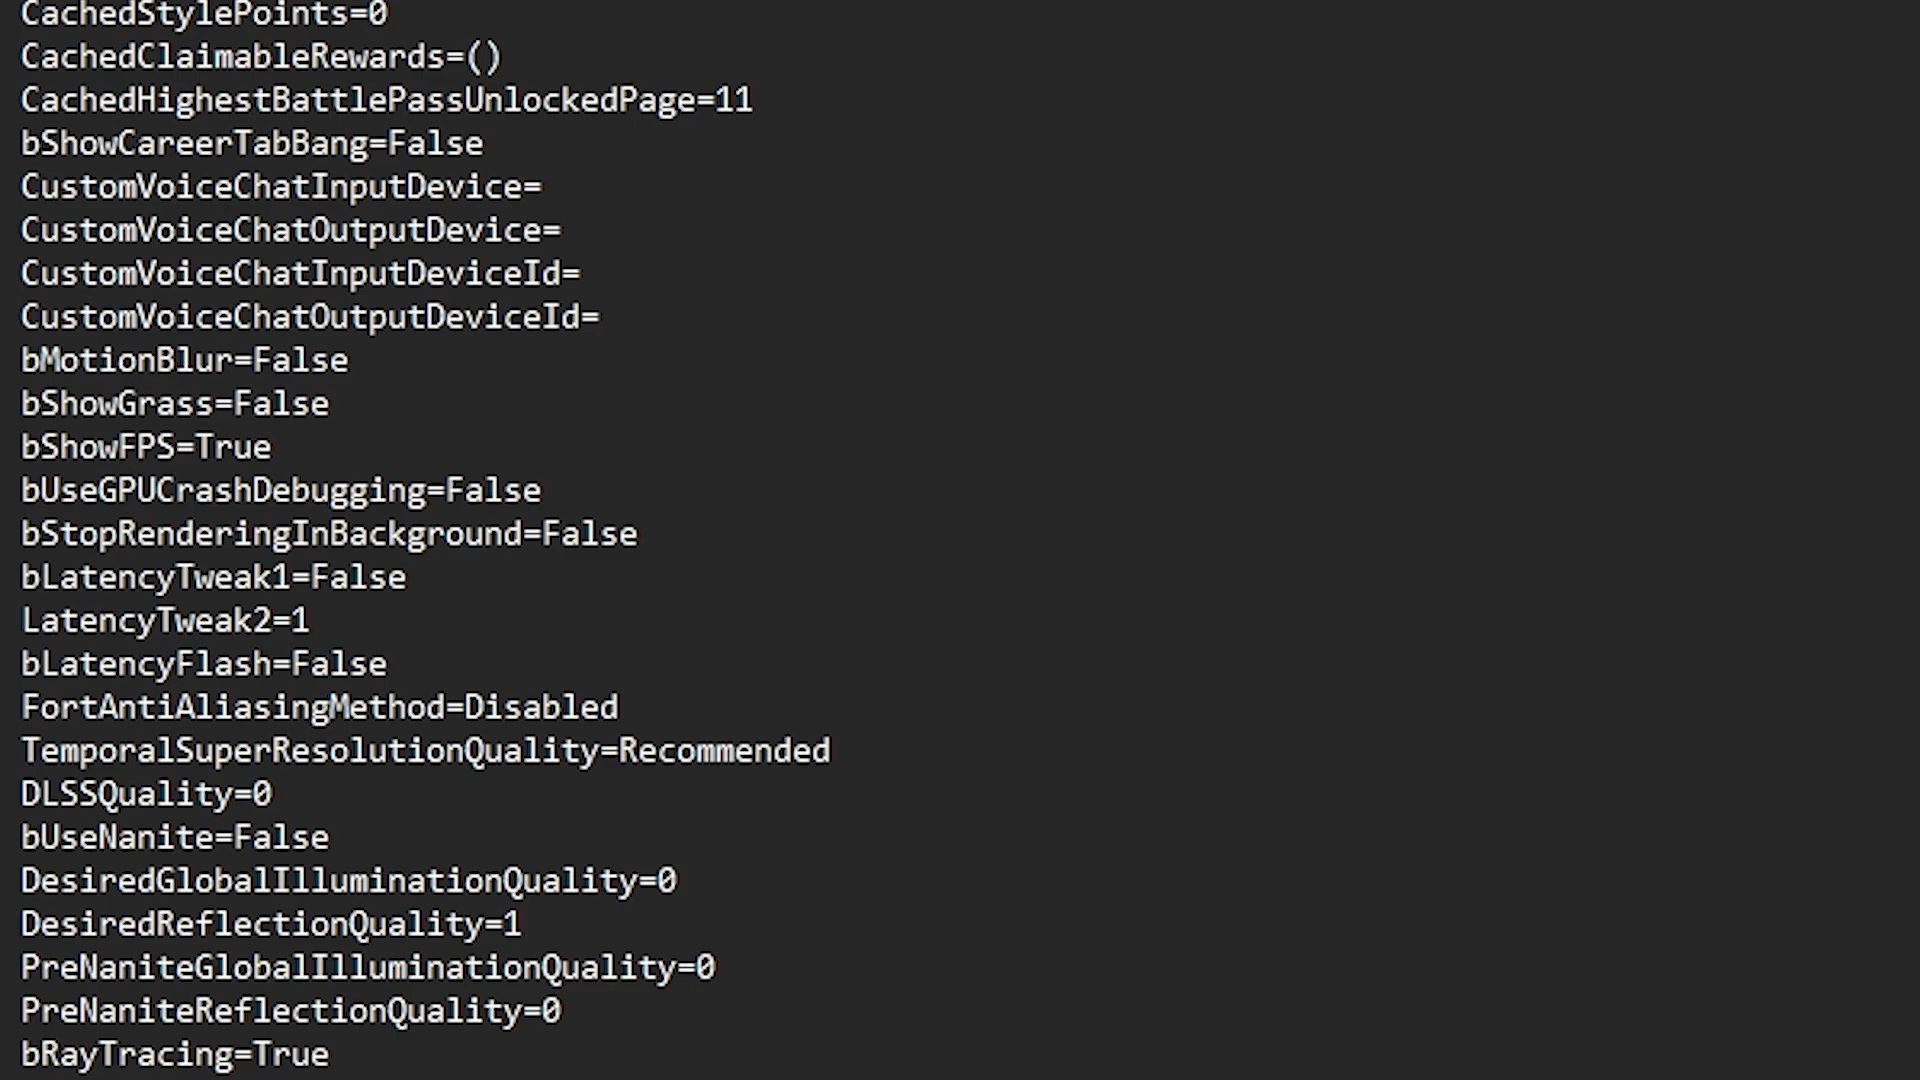 CachedStylePoints=0
CachedClaimableRewards=()
CachedHighestBattlePassUnlockedPage=11
bShowCareerTabBang=False
CustomVoiceChatInputDevice=
CustomVoiceChatOutputDevice=
CustomVoiceChatInputDeviceId=
CustomVoiceChatOutputDeviceId=
bMotionBlur=False
bShowGrass=False
bShowFPS=True
bUseGPUCrashDebugging=False
bStopRenderingInBackground=False
bLatencyTweak1=False
LatencyTweak2=1
bLatencyFlash=False
FortAntiAliasingMethod=Disabled
TemporalSuperResolutionQuality=Recommended
DLSSQuality=0
bUseNanite=False
DesiredGlobalIlluminationQuality=0
DesiredReflectionQuality=1
PreNaniteGlobalIlluminationQuality=0
PreNaniteReflectionQuality=0
bRayTracing=True